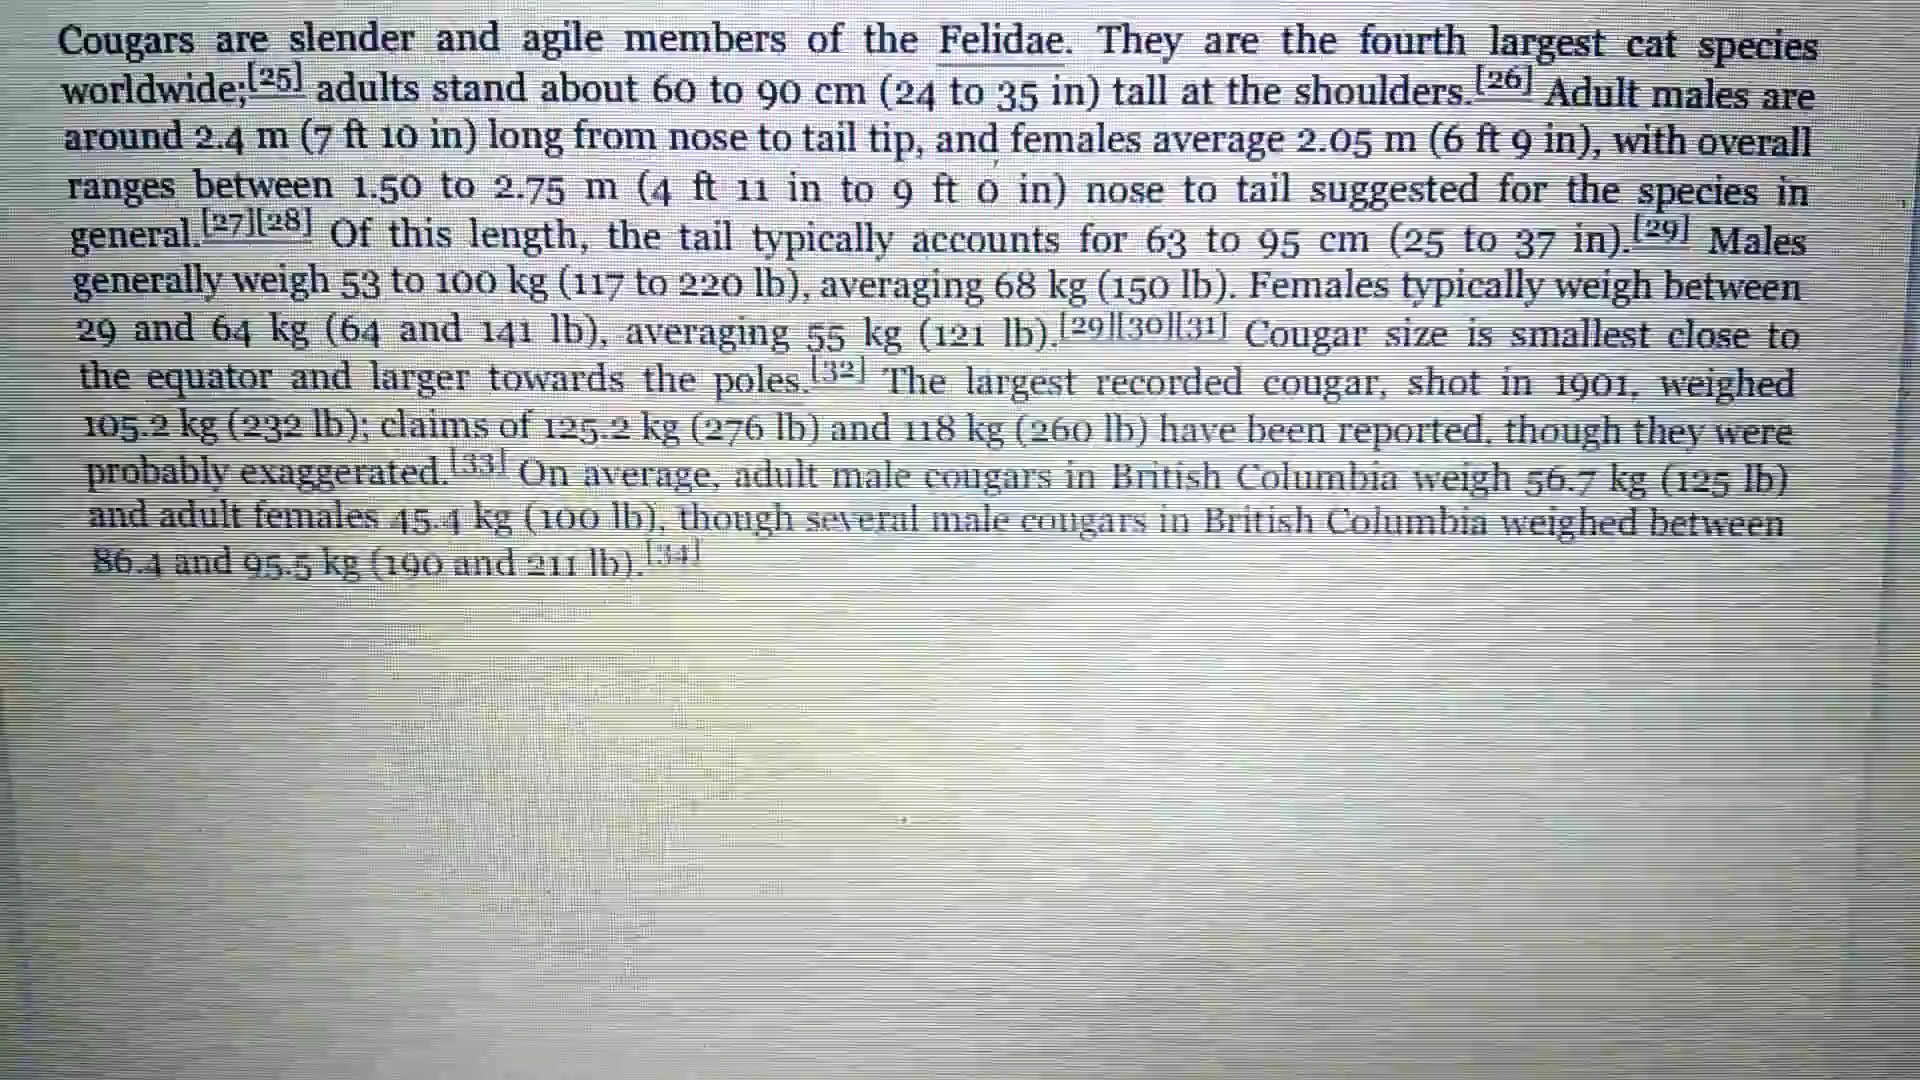 Cougars are slender and agile members of the Felidae. They are the fourth largest cat species
worldwide;[25] adults stand about 60 to 90 cm (24 to 35 in) tall at the shoulders.[26] Adult males are
around 2.4 m (7 ft 10 in) long from nose to tail tip, and females average 2.05 m (6 ft 9 in), with overall
ranges between 1.50 to 2.75 m (4 ft 11 in to 9 ft 0 in) nose to tail suggested for the species in
general.[27][28] Of this length, the tail typically accounts for 63 to 95 cm (25 to 37 in).[29] Males
generally weigh 53 to 100 kg (117 to 220 lb), averaging 68 kg (150 lb). Females typically weigh between
29 and 64 kg (64 and 141 lb), averaging 55 kg (121 lb).[29][30][31] Cougar size is smallest close to
the equator and larger towards the poles.[32] The largest recorded cougar, shot in 1901, weighed
105.2 kg (232 lb); claims of 125.2 kg (276 lb) and 118 kg (260 lb) have been reported, though they were
probably exaggerated.[33] On average, adult male cougars in British Columbia weigh 56.7 kg (125 lb)
and adult females 45.4 kg (100 lb), though several male cougars in British Columbia weighed between
86.4 and 95.5 kg (190 and 211 lb).[34]